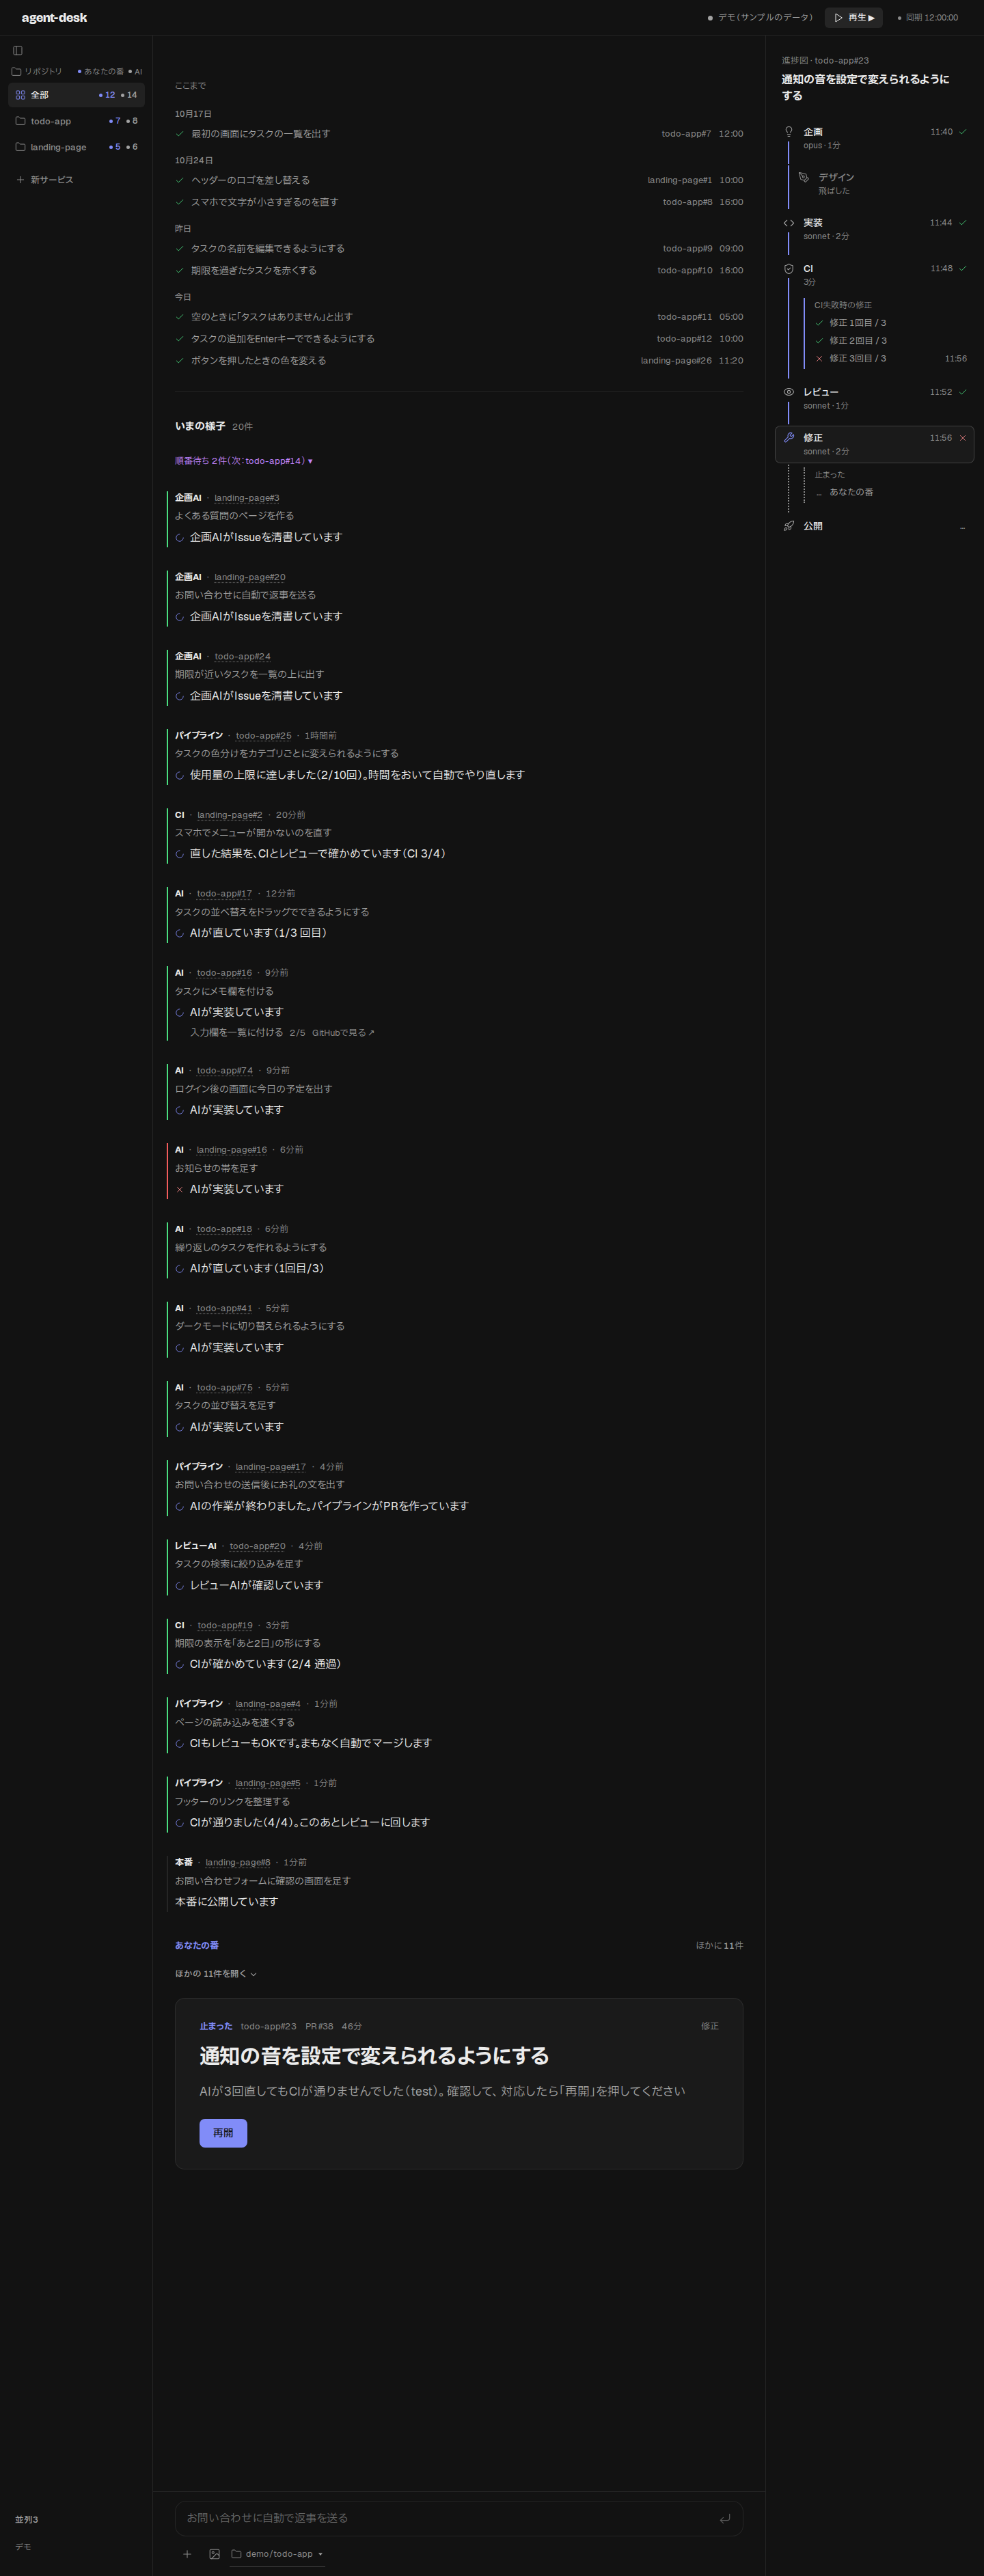 agent-desk
デモ（サンプルのデータ）
再生 ▶
同期 12:00:00
リポジトリ
あなたの番
AI
全部 12 14
todo-app 7 8
landing-page 5 6
新サービス
ここまで
10月17日
最初の画面にタスクの一覧を出す todo-app#7 12:00
10月24日
ヘッダーのロゴを差し替える landing-page#1 10:00
スマホで文字が小さすぎるのを直す todo-app#8 16:00
昨日
タスクの名前を編集できるようにする todo-app#9 09:00
期限を過ぎたタスクを赤くする todo-app#10 16:00
今日
空のときに「タスクはありません」と出す todo-app#11 05:00
タスクの追加をEnterキーでできるようにする todo-app#12 10:00
ボタンを押したときの色を変える landing-page#26 11:20
いまの様子 20件
順番待ち 2件（次：todo-app#14）▾
企画AI · landing-page#3
よくある質問のページを作る
企画AIがIssueを清書しています
企画AI · landing-page#20
お問い合わせに自動で返事を送る
企画AIがIssueを清書しています
企画AI · todo-app#24
期限が近いタスクを一覧の上に出す
企画AIがIssueを清書しています
パイプライン · todo-app#25 · 1時間前
タスクの色分けをカテゴリごとに変えられるようにする
使用量の上限に達しました（2/10回）。時間をおいて自動でやり直します
CI · landing-page#2 · 20分前
スマホでメニューが開かないのを直す
直した結果を、CIとレビューで確かめています（CI 3/4）
AI · todo-app#17 · 12分前
タスクの並べ替えをドラッグでできるようにする
AIが直しています（1/3 回目）
AI · todo-app#16 · 9分前
タスクにメモ欄を付ける
AIが実装しています
入力欄を一覧に付ける 2/5 GitHubで見る ↗
AI · todo-app#74 · 9分前
ログイン後の画面に今日の予定を出す
AIが実装しています
AI · landing-page#16 · 6分前
お知らせの帯を足す
AIが実装しています
AI · todo-app#18 · 6分前
繰り返しのタスクを作れるようにする
AIが直しています（1回目/3）
AI · todo-app#41 · 5分前
ダークモードに切り替えられるようにする
AIが実装しています
AI · todo-app#75 · 5分前
タスクの並び替えを足す
AIが実装しています
パイプライン · landing-page#17 · 4分前
お問い合わせの送信後にお礼の文を出す
AIの作業が終わりました。パイプラインがPRを作っています
レビューAI · todo-app#20 · 4分前
タスクの検索に絞り込みを足す
レビューAIが確認しています
CI · todo-app#19 · 3分前
期限の表示を「あと2日」の形にする
CIが確かめています（2/4 通過）
パイプライン · landing-page#4 · 1分前
ページの読み込みを速くする
CIもレビューもOKです。まもなく自動でマージします
パイプライン · landing-page#5 · 1分前
フッターのリンクを整理する
CIが通りました（4/4）。このあとレビューに回します
本番 · landing-page#8 · 1分前
お問い合わせフォームに確認の画面を足す
本番に公開しています
あなたの番 ほかに 11件
ほかの 11件を開く
止まった todo-app#23 PR#38 46分 修正
通知の音を設定で変えられるようにする
AIが3回直してもCIが通りませんでした（test）。確認して、対応したら「再開」を押してください
再開
お問い合わせに自動で返事を送る
demo/todo-app ▾
並列3
デモ
進捗図 · todo-app#23
通知の音を設定で変えられるように
する
企画 11:40
opus · 1分
デザイン
飛ばした
実装 11:44
sonnet · 2分
CI 11:48
3分
CI失敗時の修正
修正 1回目 / 3
修正 2回目 / 3
修正 3回目 / 3 11:56
レビュー 11:52
sonnet · 1分
修正 11:56
sonnet · 2分
止まった
… あなたの番
公開 …